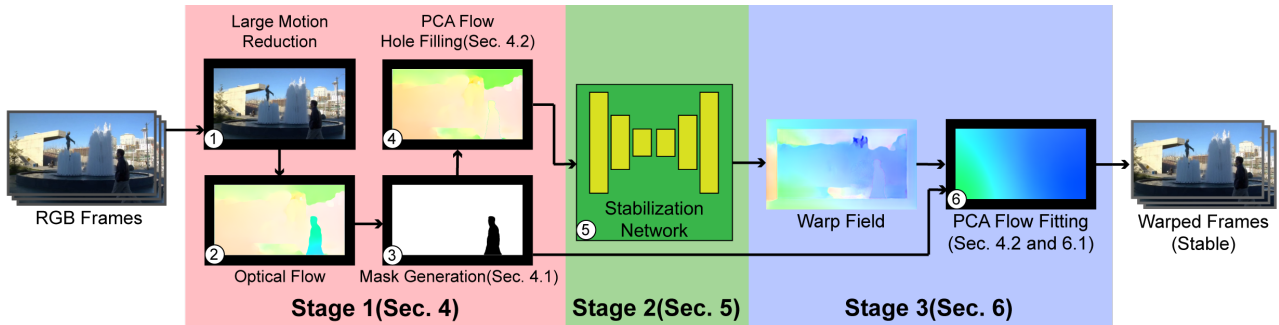 Large Motion
Reduction
PCA Flow
Hole Filling(Sec. 4.2)
1
4
RGB Frames
2
Optical Flow
3
Mask Generation(Sec. 4.1)
Stage 1(Sec. 4)
Stabilization
Network
5
Stage 2(Sec. 5)
Warp Field
6
PCA Flow Fitting
(Sec. 4.2 and 6.1)
Stage 3(Sec. 6)
Warped Frames
(Stable)